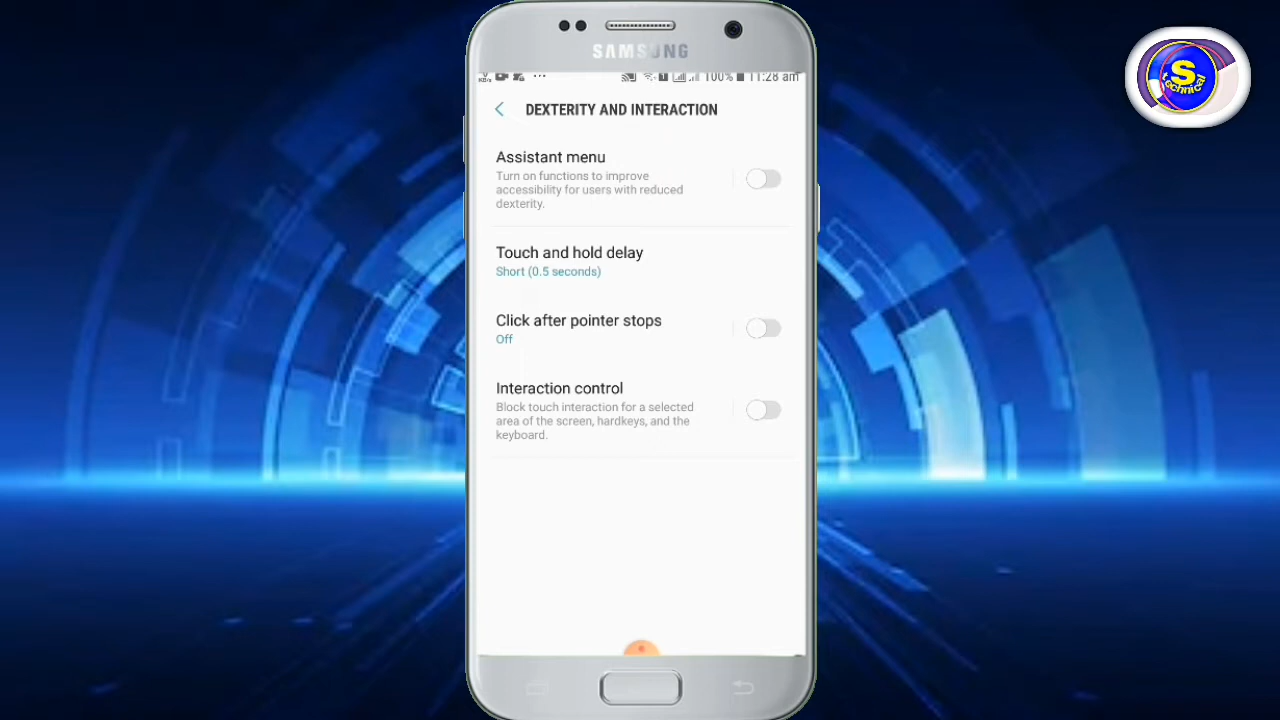 SAMSUNG
KB/s ... 100% 11:28 am
DEXTERITY AND INTERACTION
Assistant menu
Turn on functions to improve
accessibility for users with reduced
dexterity.
Touch and hold delay
Short (0.5 seconds)
Click after pointer stops
Off
Interaction control
Block touch interaction for a selected
area of the screen, hardkeys, and the
keyboard.
S
technical